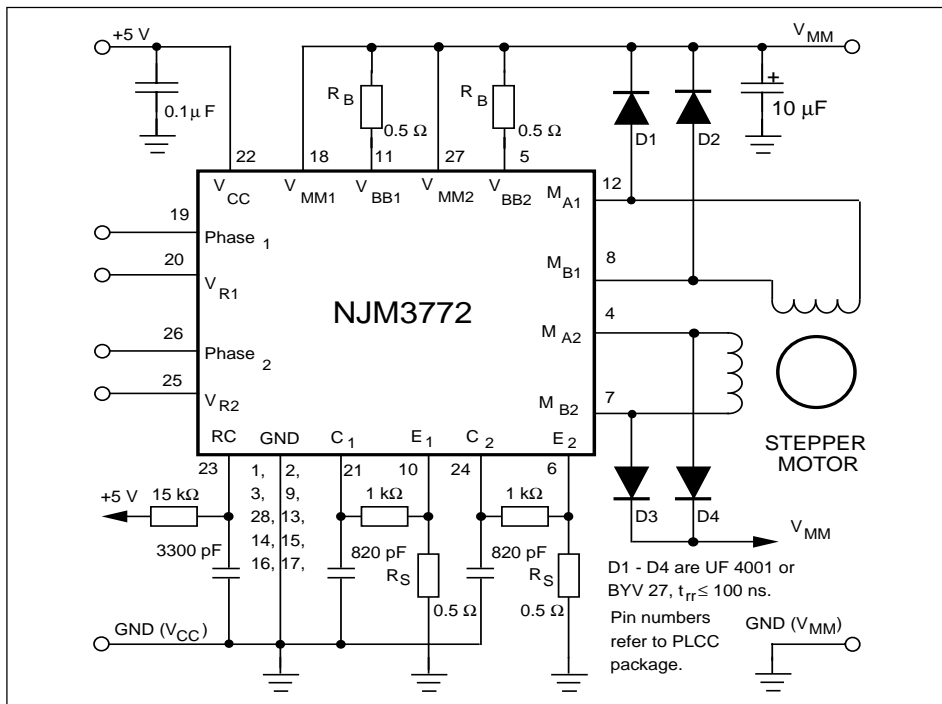 +5 V
V MM
0.1 µ F
R B
0.5 Ω
R B
0.5 Ω
D1
D2
+
10 µF
22
18
11
27
5
V CC
V MM1
V BB1
V MM2
V BB2
12
M A1
19
Phase 1
20
V R1
8
M B1
NJM3772
4
M A2
26
Phase 2
25
V R2
7
M B2
RC
GND
C 1
E 1
C 2
E 2
23
1, 2,
3, 9,
28, 13,
14, 15,
16, 17,
21
10
24
6
STEPPER
MOTOR
+5 V
15 kΩ
1 kΩ
1 kΩ
D3
D4
V MM
3300 pF
820 pF
R S
0.5 Ω
820 pF
R S
0.5 Ω
D1 - D4 are UF 4001 or
BYV 27, t rr ≤ 100 ns.
Pin numbers
refer to PLCC
package.
GND (V CC)
GND (V MM)